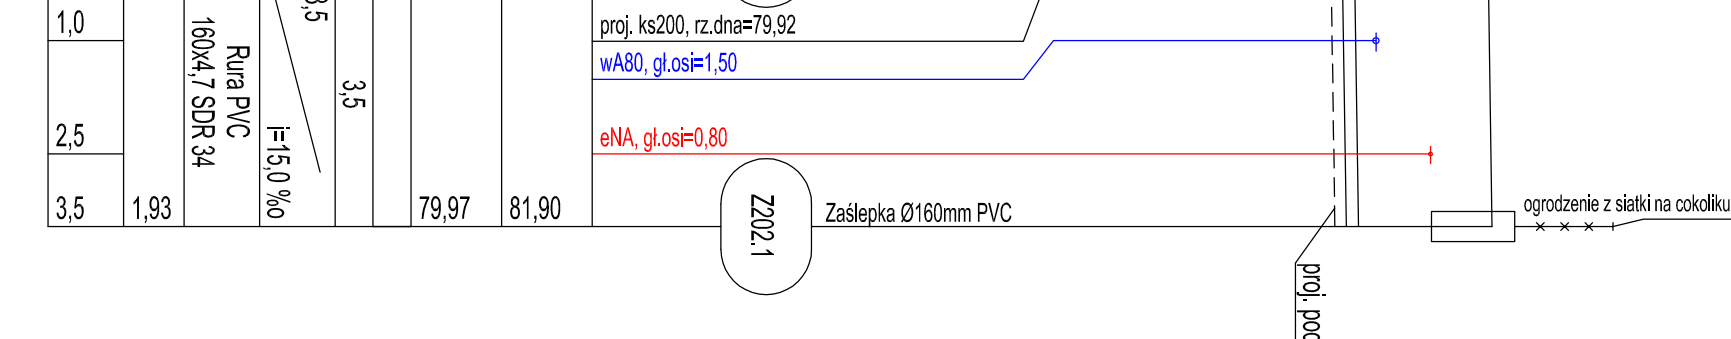 1,0
proj. ks200, rz.dna=79,92
wA80, gł.osi=1,50
Rura PVC
160x4,7 SDR 34
3,5
2,5
eNA, gł.osi=0,80
i=15,0 ‰
3,5
1,93
79,97
81,90
Z202.1
Zaślepka Ø160mm PVC
ogrodzenie z siatki na cokoliku
proj.